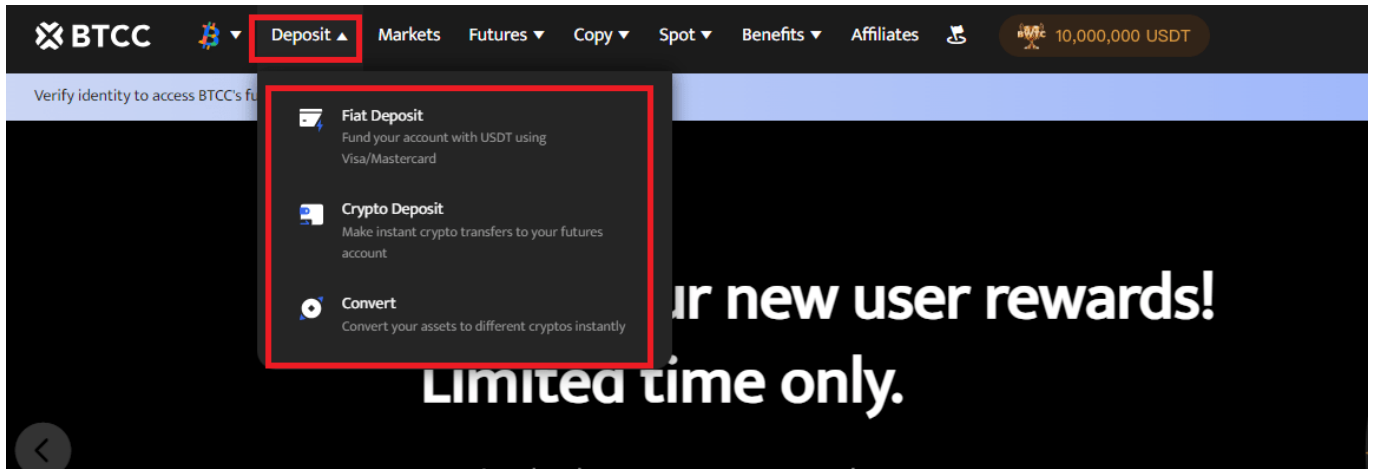 BTCC
Deposit ▲ Markets Futures ▼ Copy ▼ Spot ▼ Benefits ▼ Affiliates 10,000,000 USDT
Verify identity to access BTCC's
Fiat Deposit
Fund your account with USDT using
Visa/Mastercard
Crypto Deposit
Make instant crypto transfers to your futures
account
Convert
Convert your assets to different cryptos instantly
new user rewards!
Limited time only.